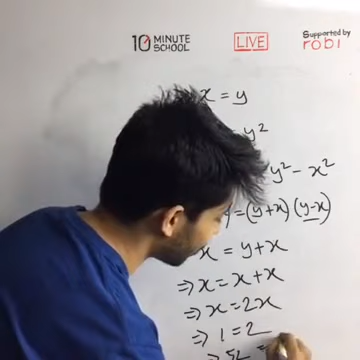 10 MINUTE SCHOOL
LIVE
Supported by
robi
x = y
y²
y² - x²
= (y+x) (y-x)
x = y+x
⇒ x = x+x
⇒ x = 2x
⇒ 1 = 2